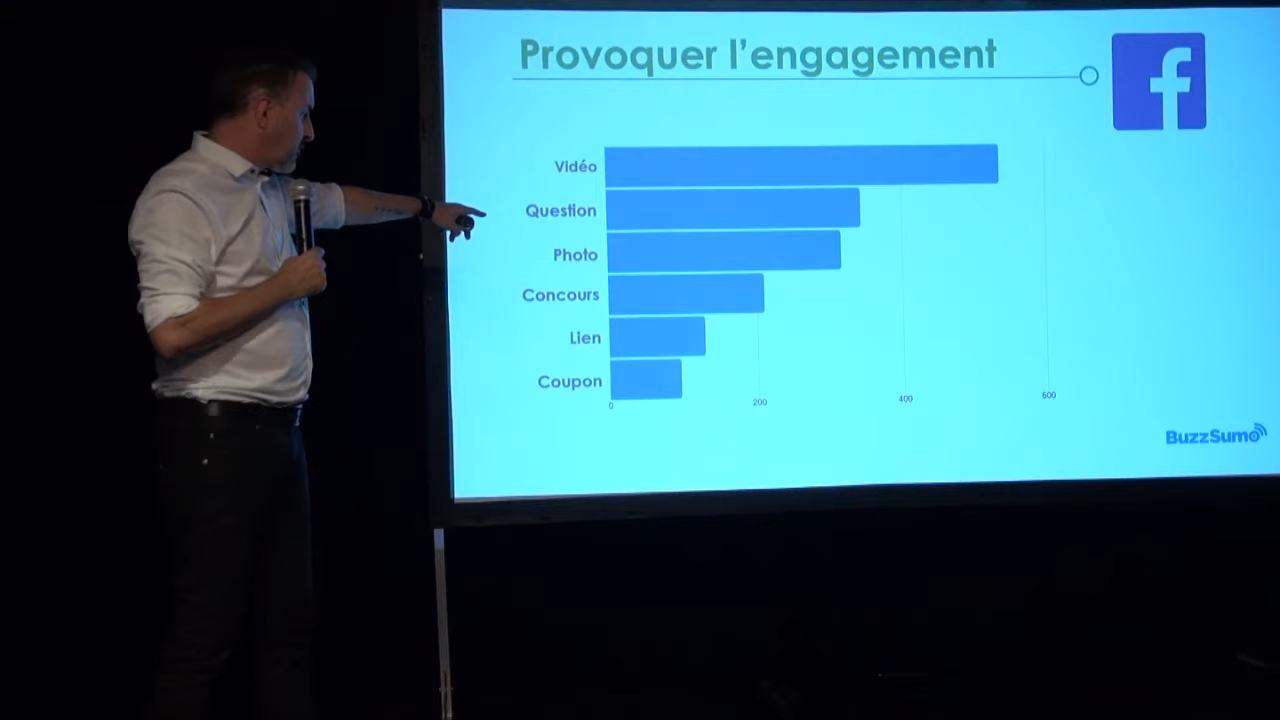 Provoquer l'engagement
f
Vidéo
Question
Photo
Concours
Lien
Coupon
0
200
400
600
BuzzSumo